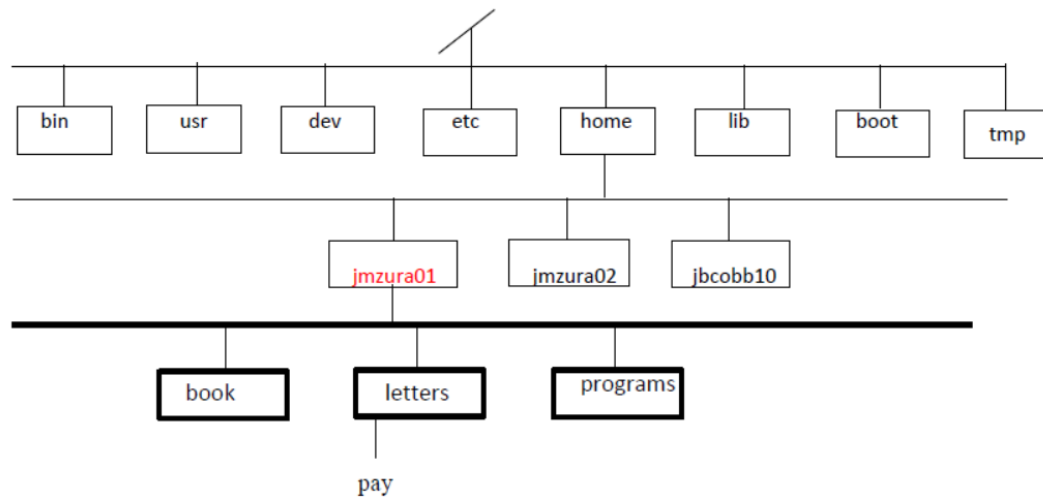 /
bin usr dev etc home lib boot tmp
jmzura01 jmzura02 jbcobb10
book letters programs
pay